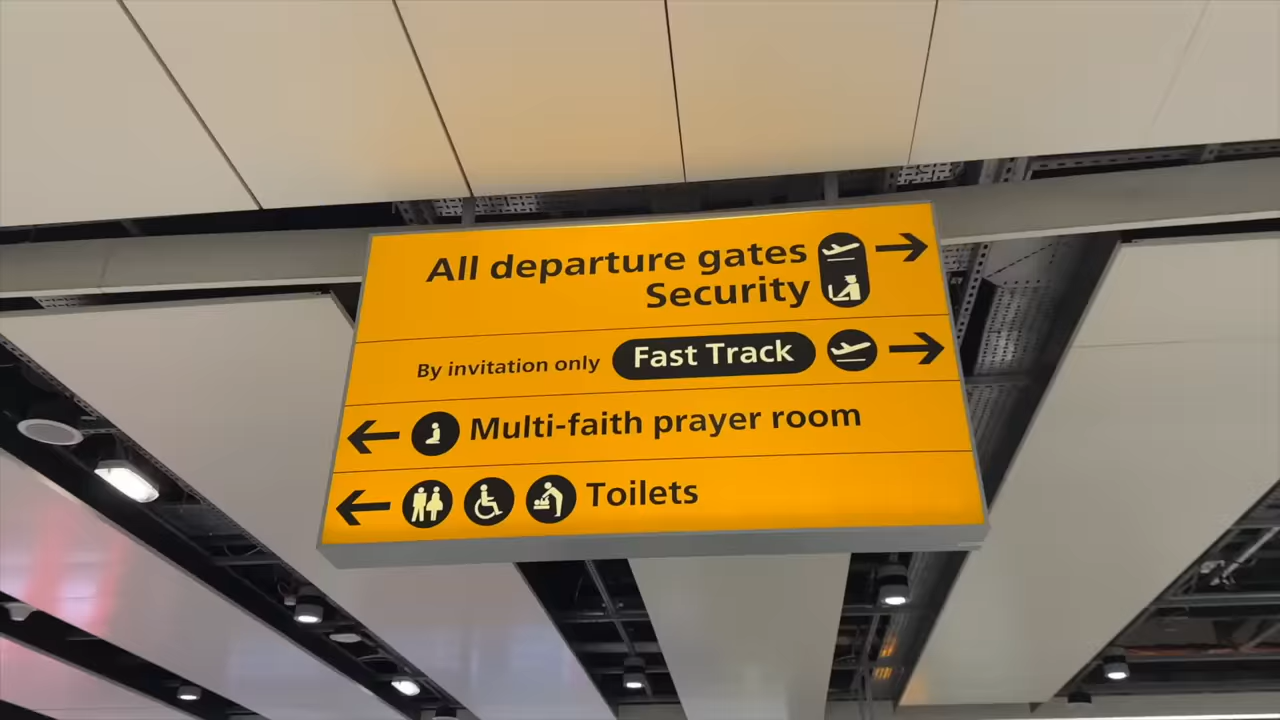 All departure gates
Security
By invitation only Fast Track
Multi-faith prayer room
Toilets